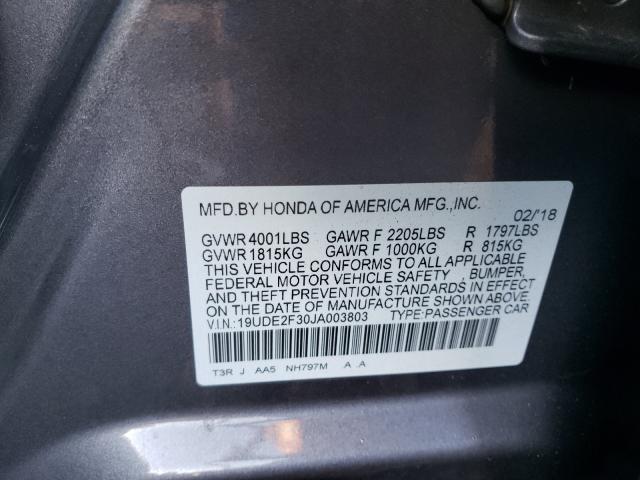 MFD.BY HONDA OF AMERICA MFG.,INC. 02/'18
GVWR 4001LBS GAWR F 2205LBS R 1797LBS
GVWR 1815KG GAWR F 1000KG R 815KG
THIS VEHICLE CONFORMS TO ALL APPLICABLE
FEDERAL MOTOR VEHICLE SAFETY , BUMPER,
AND THEFT PREVENTION STANDARDS IN EFFECT
ON THE DATE OF MANUFACTURE SHOWN ABOVE.
V.I.N.:19UDE2F30JA003803 TYPE:PASSENGER CAR
T3R J AA5 NH797M .A .A